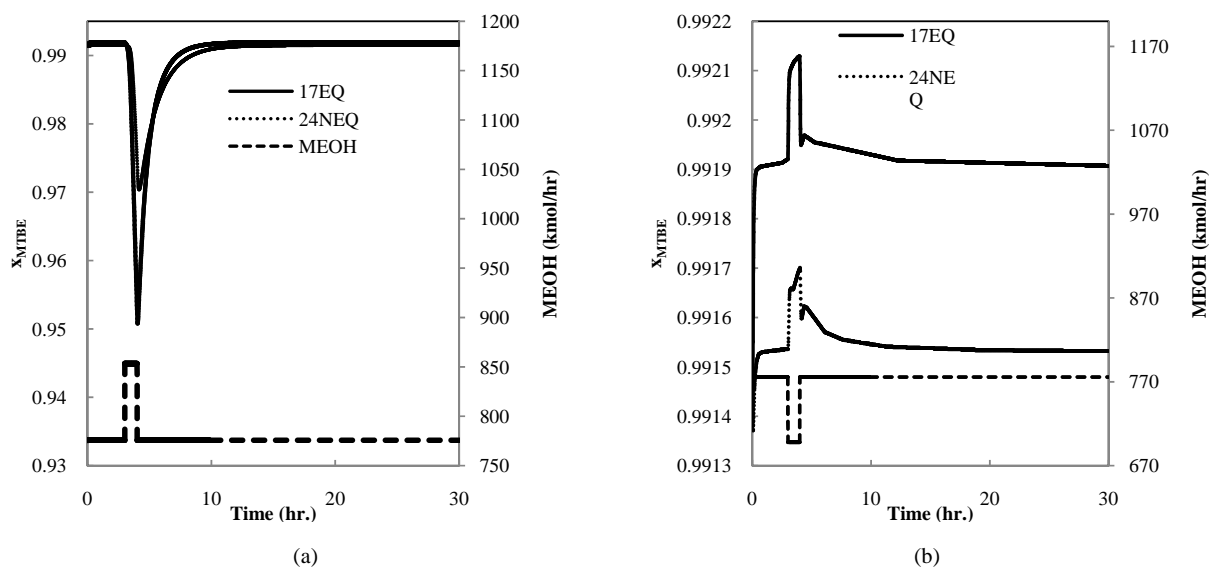 0.99
0.98
0.97
0.96
0.95
0.94
0.93
x_MTBE
1200
1150
1100
1050
1000
950
900
850
800
750
MEOH (kmol/hr)
17EQ
24NEQ
MEOH
0
10
20
30
Time (hr.)
(a)
0.9922
0.9921
0.992
0.9919
0.9918
0.9917
0.9916
0.9915
0.9914
0.9913
x_MTBE
1170
1070
970
870
770
670
MEOH (kmol/hr)
17EQ
24NE
Q
0
10
20
30
Time (hr.)
(b)